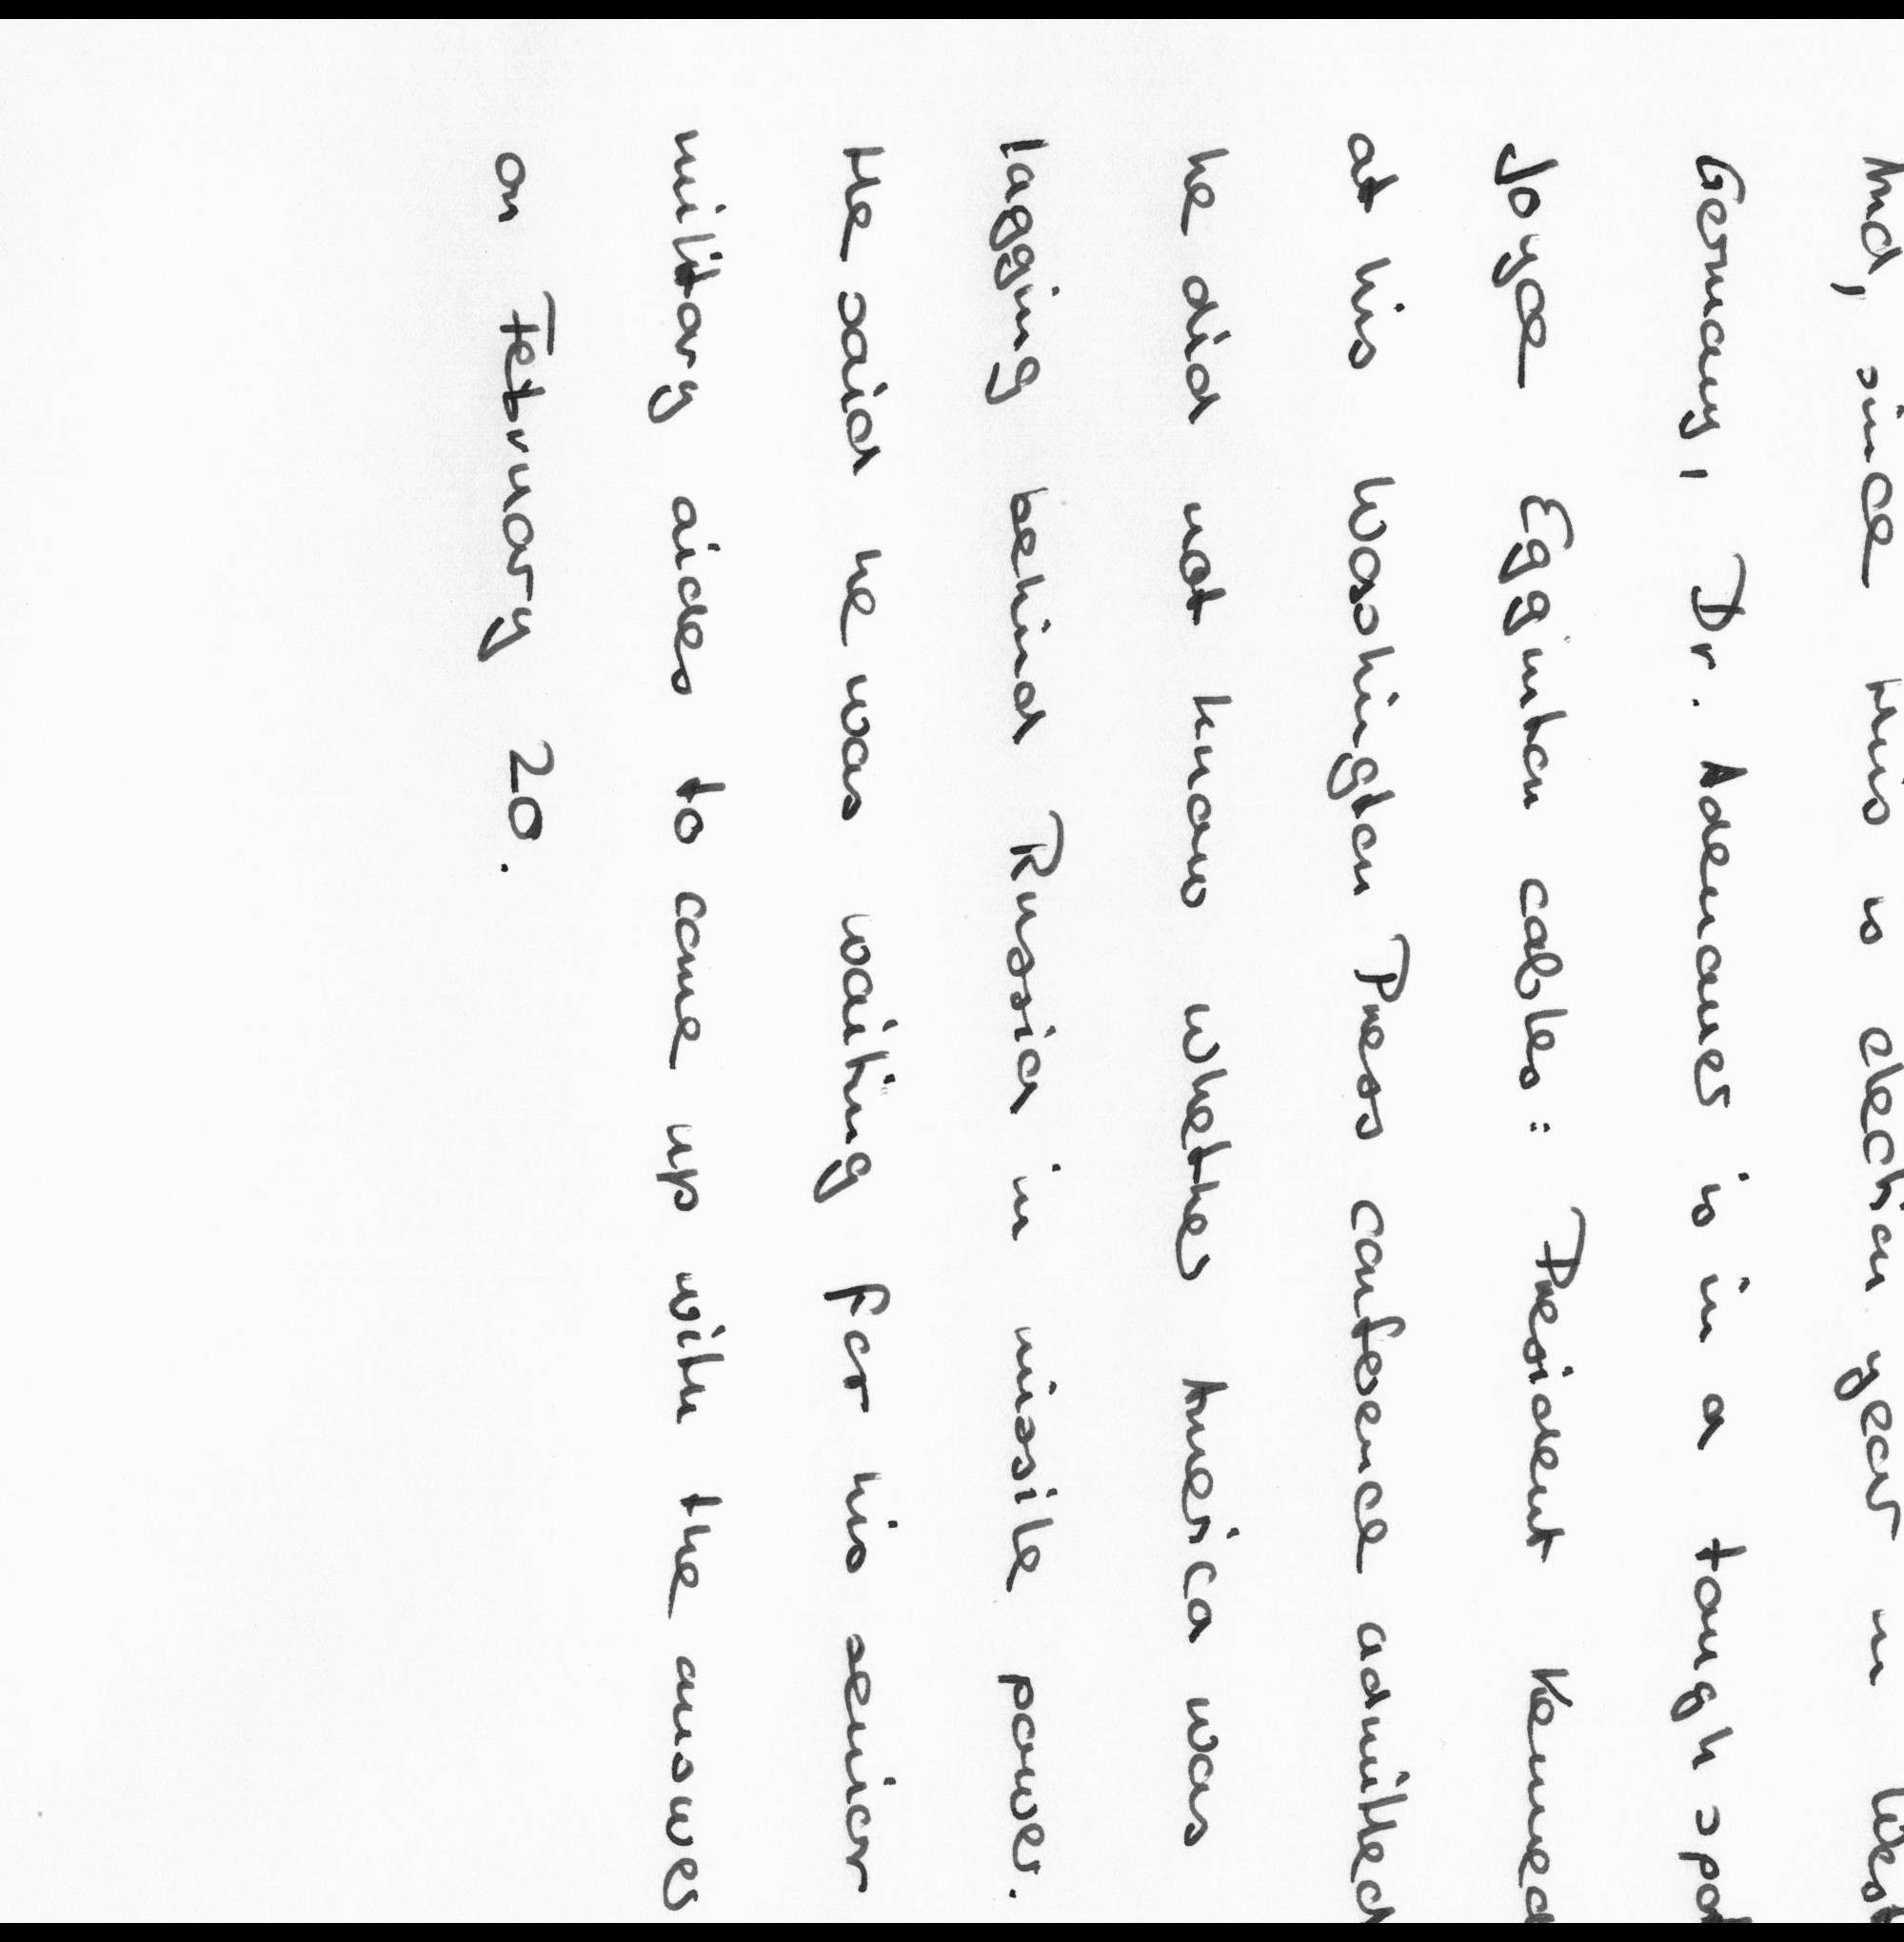 And, since this is election year in West
Germany, Dr. Adenauer is in a tough spot
Joyce Egginton cables: President Kenned
at his Washington Press conference admitted
he did not know whether America was
lagging behind Russia in missile power.
He said he was waiting for his senior
military aides to come up with the answer
on February 20.